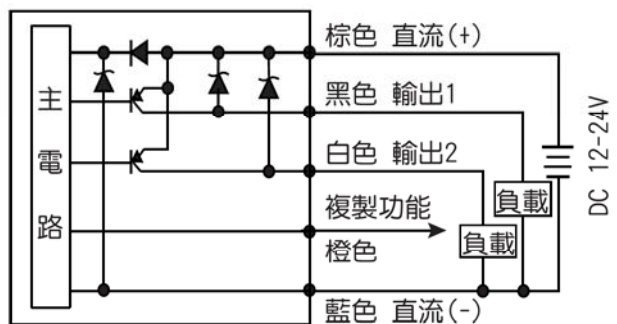 主電路
棕色 直流(+)
黑色 輸出1
白色 輸出2
複製功能
橙色
藍色 直流(-)
負載
負載
DC 12-24V